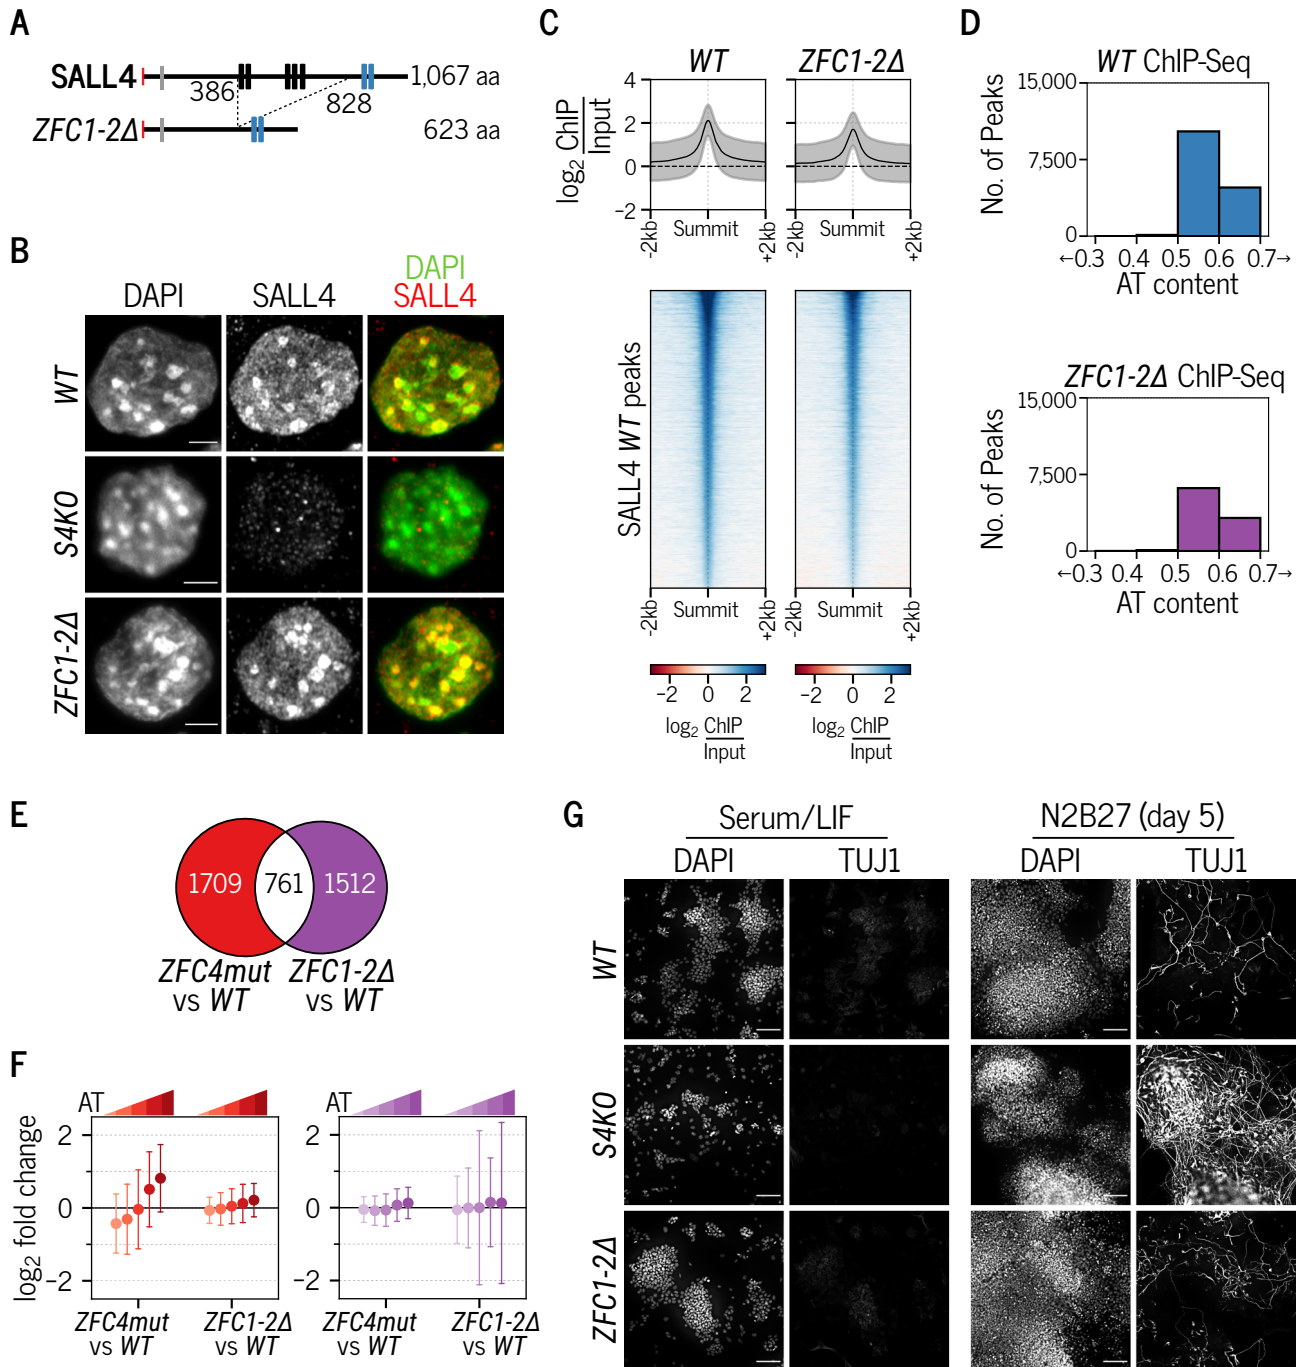 A
SALL4
386
828
1,067 aa
ZFC1-2Δ
623 aa
B
DAPI
SALL4
DAPI
SALL4
WT
S4KO
ZFC1-2Δ
C
WT
ZFC1-2Δ
log2 ChIP
Input
4
2
0
−2
-2kb
Summit
+2kb
-2kb
Summit
+2kb
SALL4 WT peaks
-2kb
Summit
+2kb
-2kb
Summit
+2kb
−2 0 2
−2 0 2
log2 ChIP
Input
log2 ChIP
Input
D
WT ChIP-Seq
No. of Peaks
15,000
7,500
0
←0.3 0.4 0.5 0.6 0.7→
AT content
ZFC1-2Δ ChIP-Seq
No. of Peaks
15,000
7,500
0
←0.3 0.4 0.5 0.6 0.7→
AT content
E
1709
761
1512
ZFC4mut
vs WT
ZFC1-2Δ
vs WT
F
AT
AT
log2 fold change
2
0
−2
2
0
−2
ZFC4mut
vs WT
ZFC1-2Δ
vs WT
ZFC4mut
vs WT
ZFC1-2Δ
vs WT
G
Serum/LIF
N2B27 (day 5)
DAPI
TUJ1
DAPI
TUJ1
WT
S4KO
ZFC1-2Δ